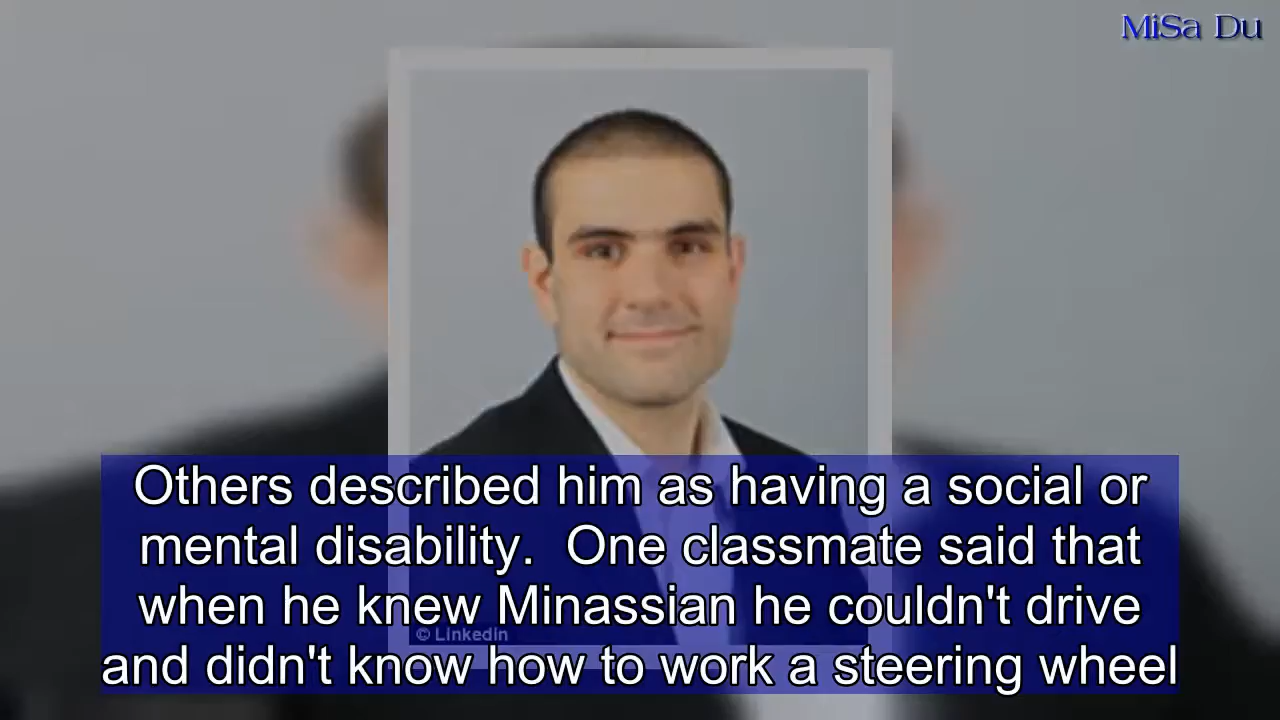 MiSa Du
Others described him as having a social or
mental disability.  One classmate said that
when he knew Minassian he couldn't drive
© Linkedin
and didn't know how to work a steering wheel